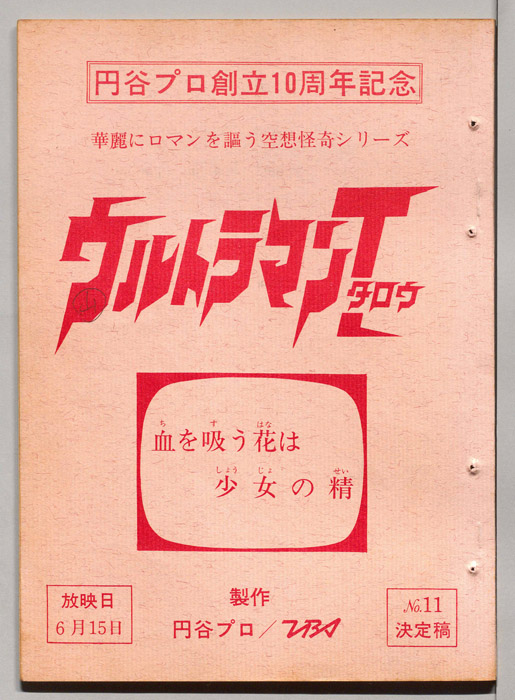 円谷プロ創立10周年記念
華麗にロマンを謳う空想怪奇シリーズ
ウルトラマンT
タロウ
ち す はな
血を吸う花は
しょう じょ せい
少女の精
放映日
6月15日
製作
円谷プロ/TBS
No.11
決定稿